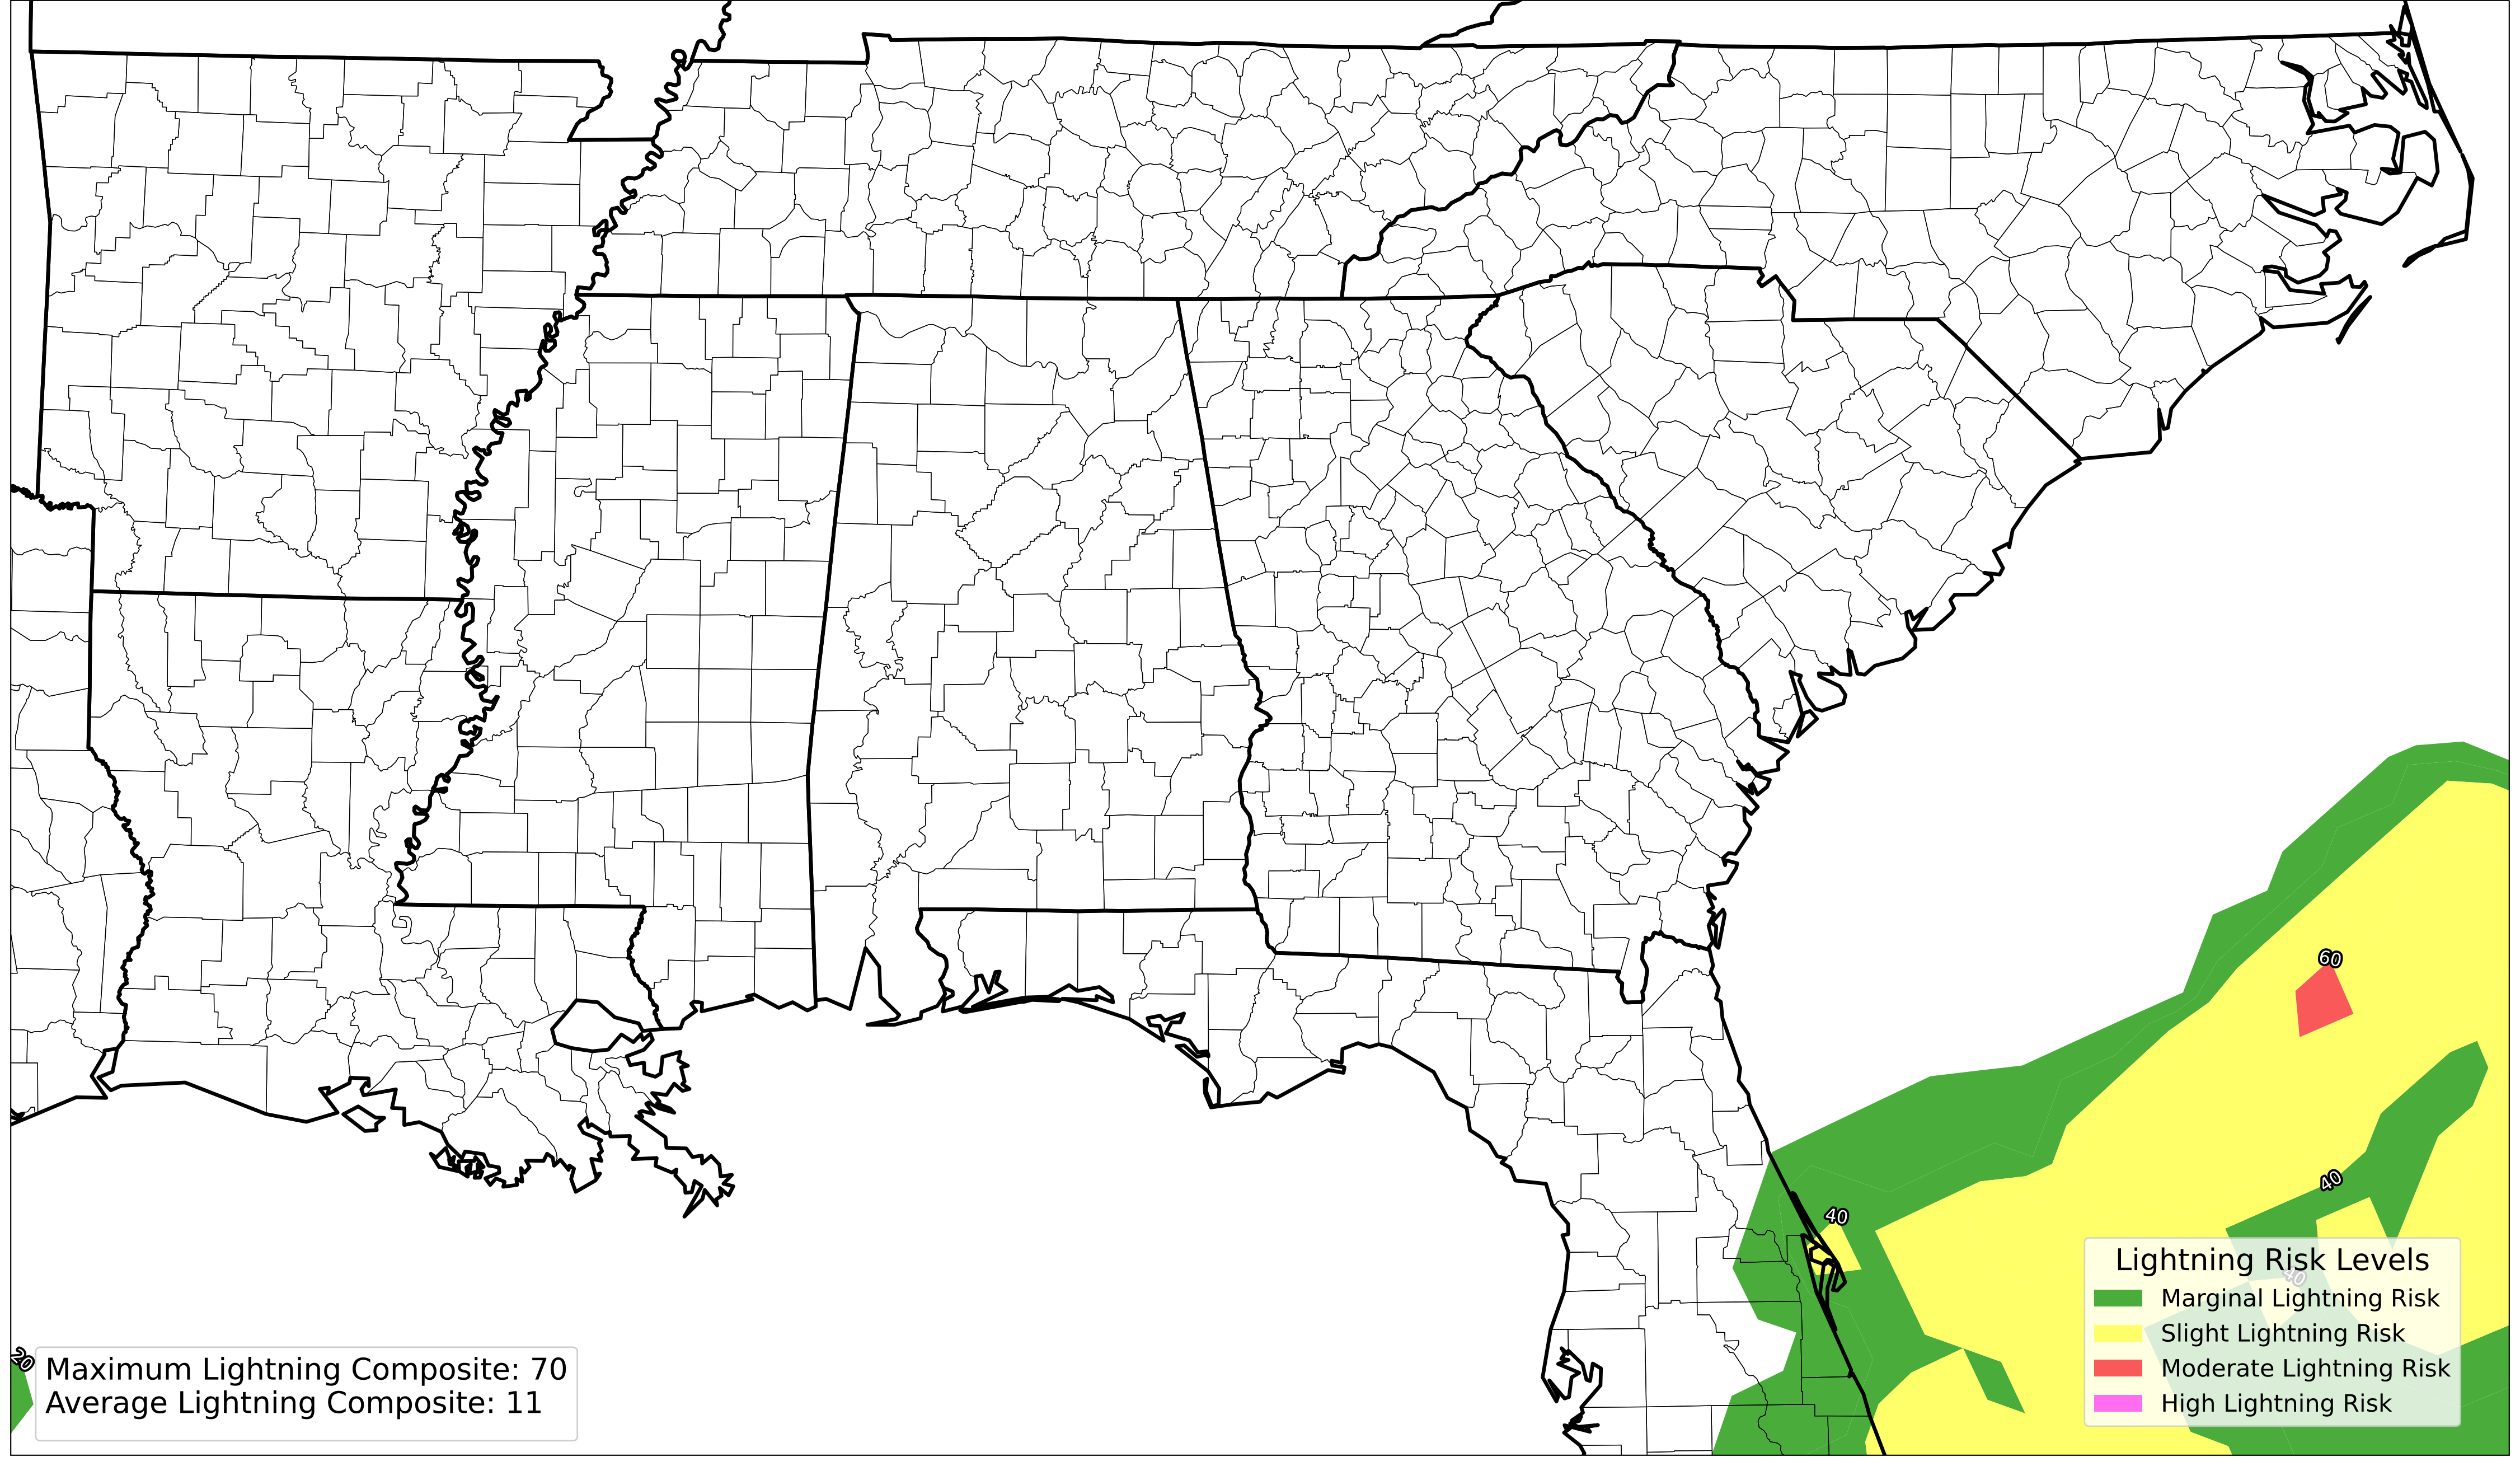 60
40
40
Lightning Risk Levels
40
Marginal Lightning Risk
Slight Lightning Risk
Moderate Lightning Risk
High Lightning Risk
20
Maximum Lightning Composite: 70
Average Lightning Composite: 11